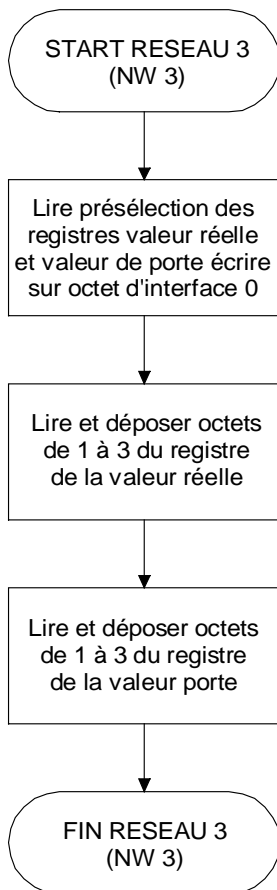 START RESEAU 3
(NW 3)
Lire présélection des
registres valeur réelle
et valeur de porte écrire
sur octet d'interface 0
Lire et déposer octets
de 1 à 3 du registre
de la valeur réelle
Lire et déposer octets
de 1 à 3 du registre
de la valeur porte
FIN RESEAU 3
(NW 3)